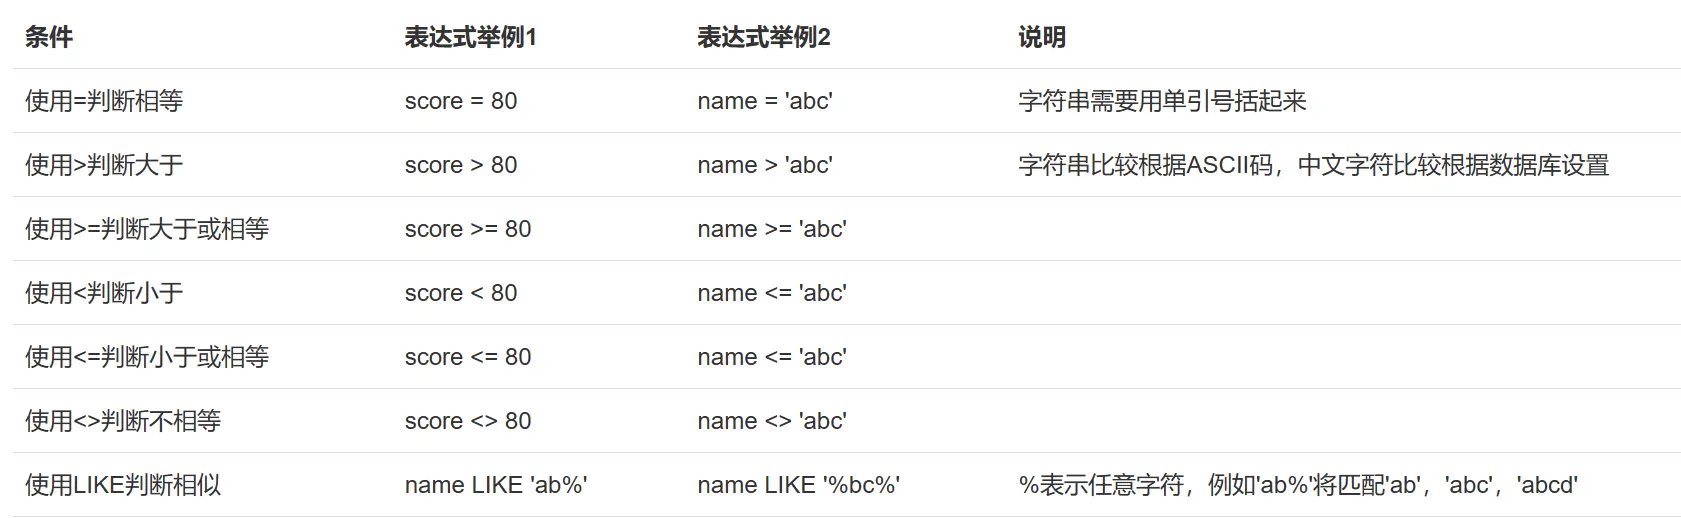 条件 表达式举例1 表达式举例2 说明
使用=判断相等 score = 80 name = 'abc' 字符串需要用单引号括起来
使用>判断大于 score > 80 name > 'abc' 字符串比较根据ASCII码，中文字符比较根据数据库设置
使用>=判断大于或相等 score >= 80 name >= 'abc'
使用<判断小于 score < 80 name <= 'abc'
使用<=判断小于或相等 score <= 80 name <= 'abc'
使用<>判断不相等 score <> 80 name <> 'abc'
使用LIKE判断相似 name LIKE 'ab%' name LIKE '%bc%' %表示任意字符，例如'ab%'将匹配'ab'，'abc'，'abcd'